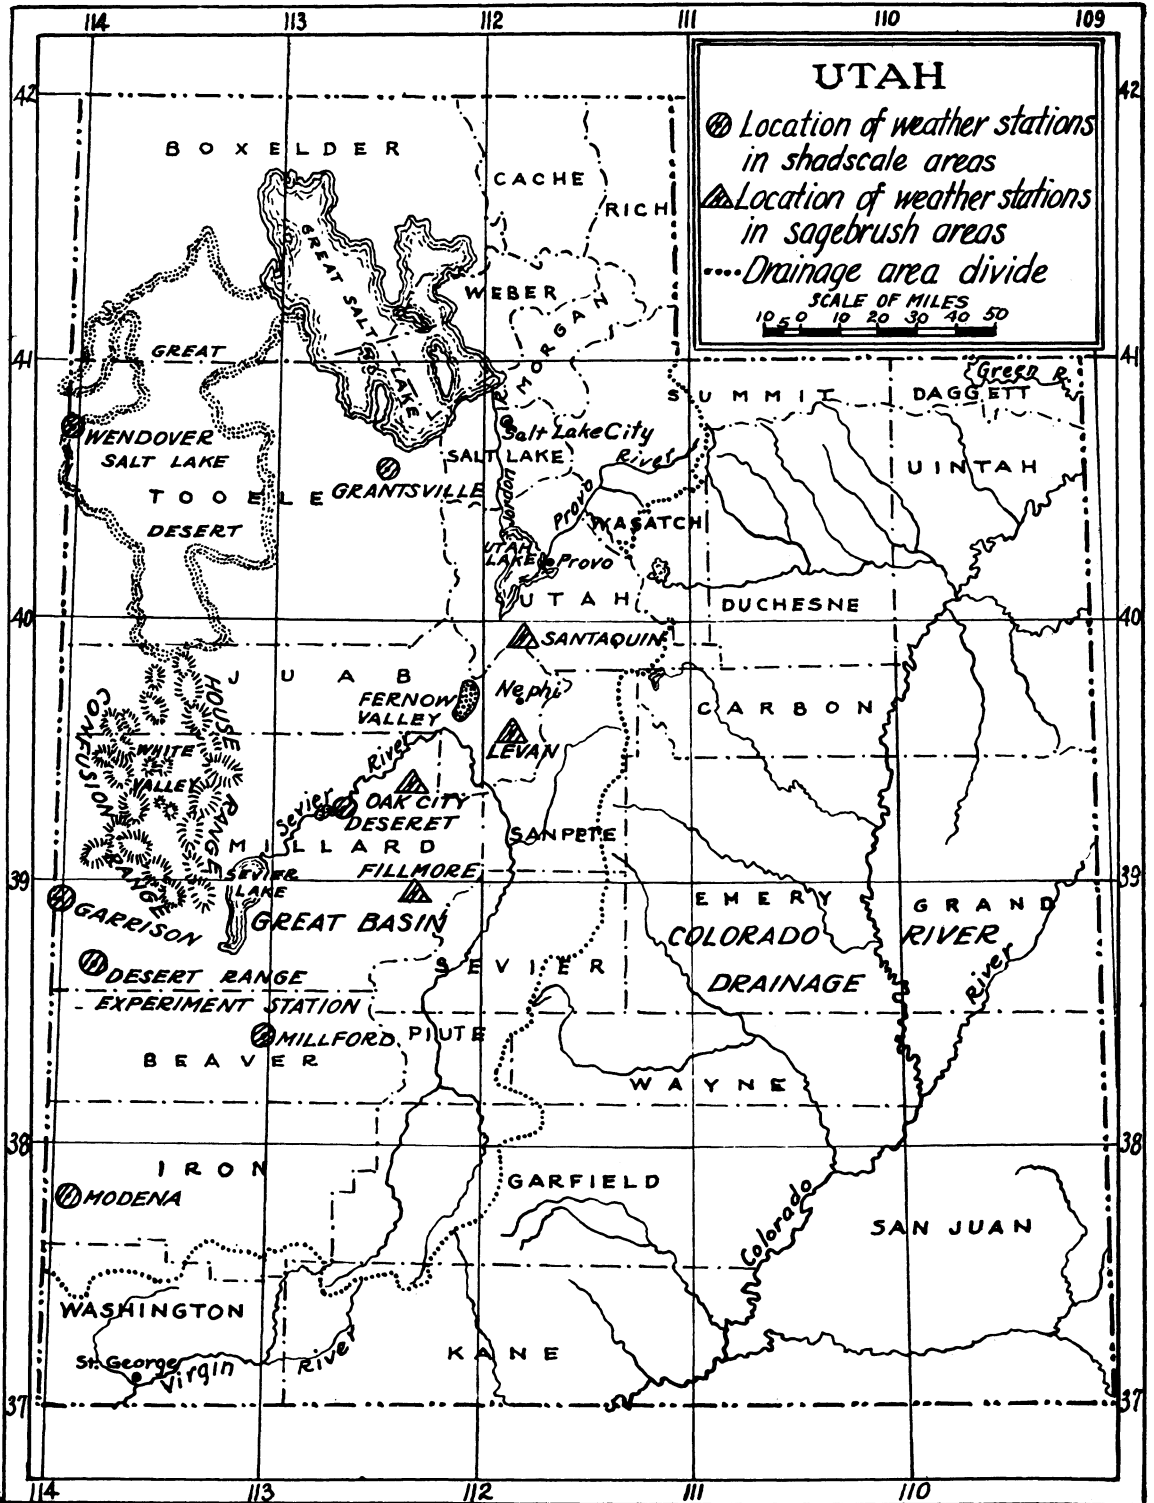 114 113 112 111 110 109
UTAH
Location of weather stations
in shadscale areas
Location of weather stations
in sagebrush areas
Drainage area divide
SCALE OF MILES
10 5 0 10 20 30 40 50
42 42
BOXELDER
CACHE
RICH
GREAT SALT LAKE
WEBER
MORGAN
41 41
GREAT
SUMMIT
DAGGETT
Green R.
WENDOVER
SALT LAKE
TOOELE
DESERT
GRANTSVILLE
Salt Lake City
SALT LAKE
Jordan
River
Provo
WASATCH
UINTAH
UTAH
LAKE
Provo
40 40
UTAH
DUCHESNE
SANTAQUIN
JUAB
FERNOW
VALLEY
Nephi
CARBON
LEVAN
CONFUSION
RANGE
HOUSE
RANGE
WHITE
VALLEY
River
Sevier
OAK CITY
DESERET
SANPETE
MILLARD
FILLMORE
39 39
SEVIER
LAKE
GARRISON
GREAT BASIN
EMERY
GRAND
COLORADO RIVER
DRAINAGE
River
DESERT RANGE
EXPERIMENT STATION
SEVIER
MILLFORD
PIUTE
BEAVER
WAYNE
38 38
IRON
MODENA
GARFIELD
Colorado
SAN JUAN
WASHINGTON
St. George
Virgin
River
KANE
37 37
114 113 112 111 110